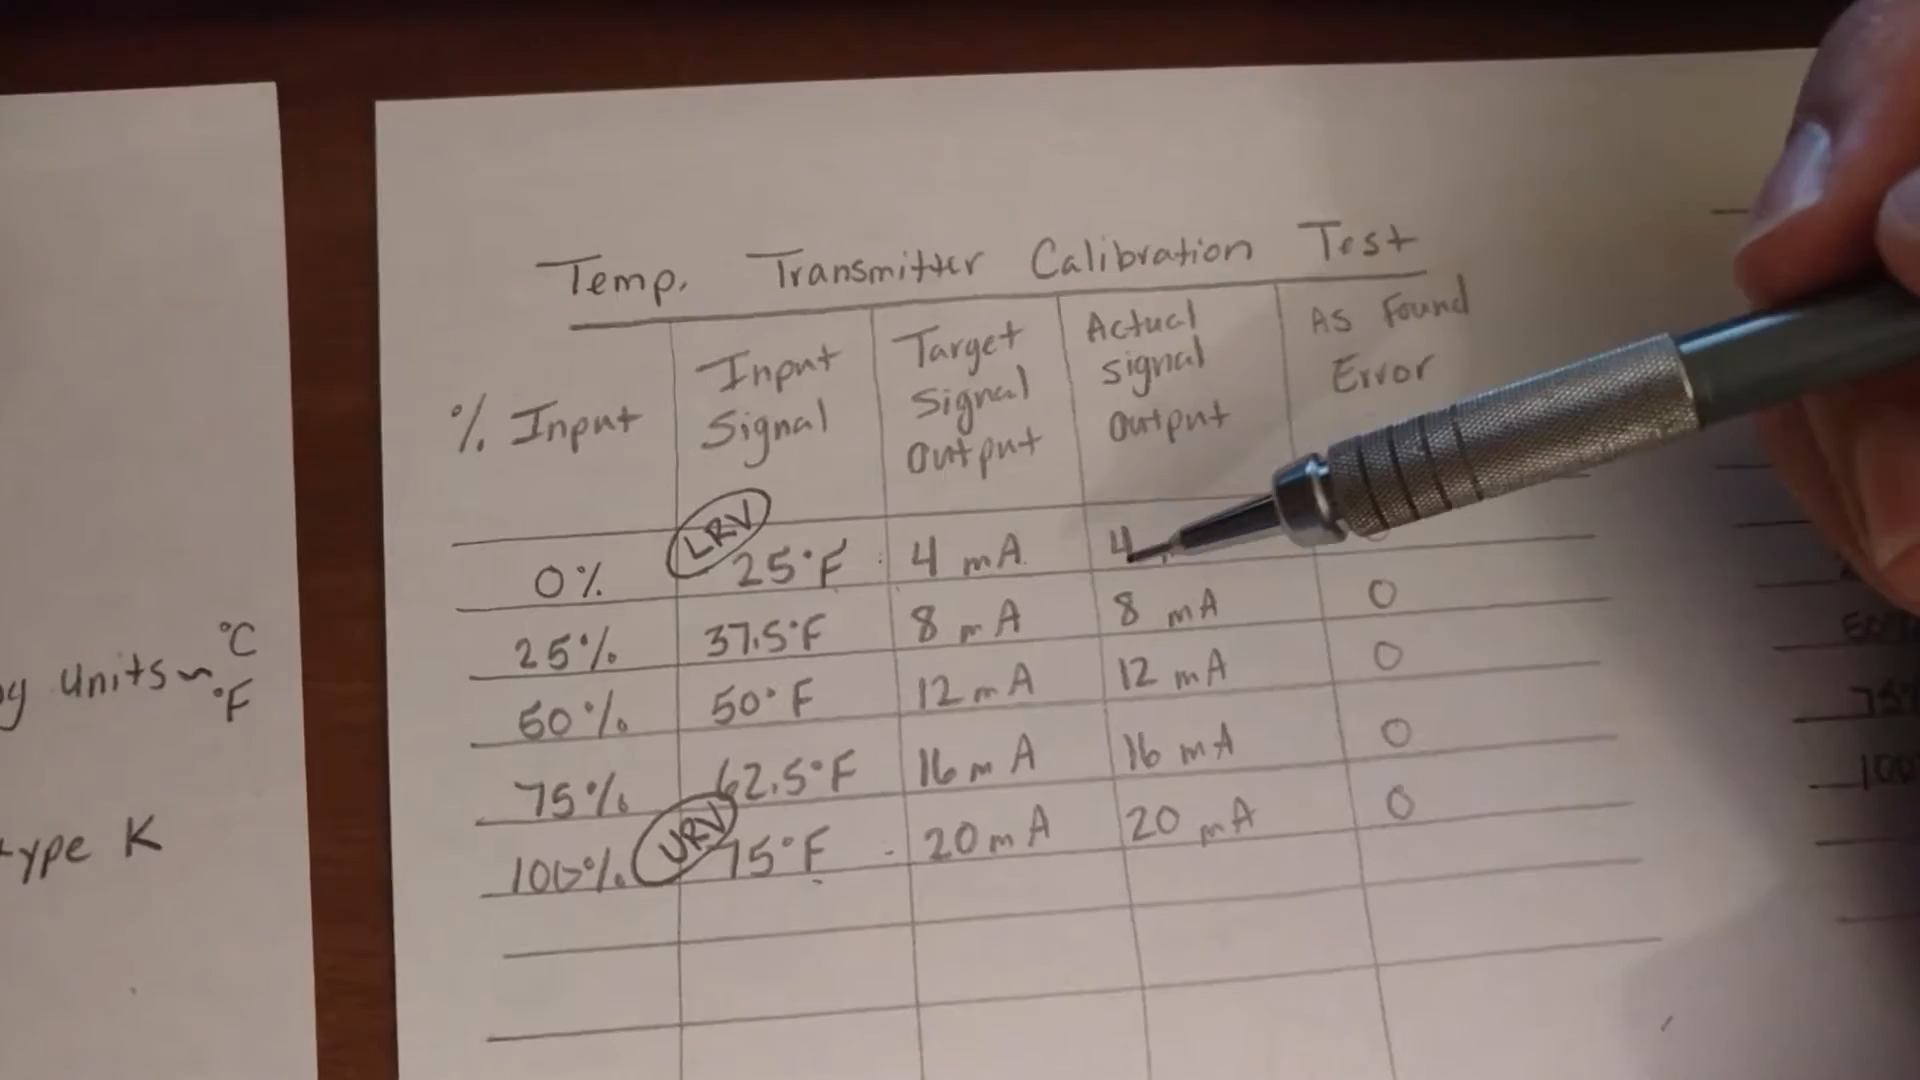 Temp. Transmitter Calibration Test
% Input
Input
Signal
Target
Signal
Output
Actual
signal
Output
As Found
Error
LRV
0% 25°F 4 mA 4
25% 37.5°F 8 mA 8 mA 0
50% 50°F 12 mA 12 mA 0
75% 62.5°F 16 mA 16 mA 0
URV
100% 75°F 20 mA 20 mA 0
units ~ °C
°F
type K
75%
100